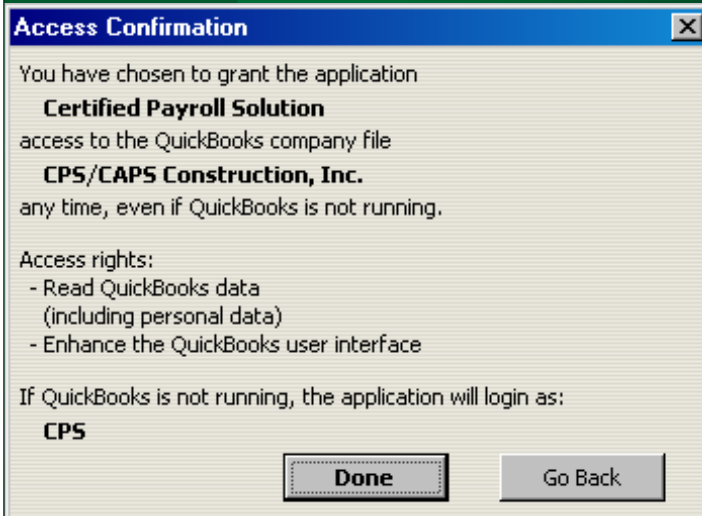 Access Confirmation
You have chosen to grant the application
Certified Payroll Solution
access to the QuickBooks company file
CPS/CAPS Construction, Inc.
any time, even if QuickBooks is not running.
Access rights:
- Read QuickBooks data
(including personal data)
- Enhance the QuickBooks user interface
If QuickBooks is not running, the application will login as:
CPS
Done Go Back